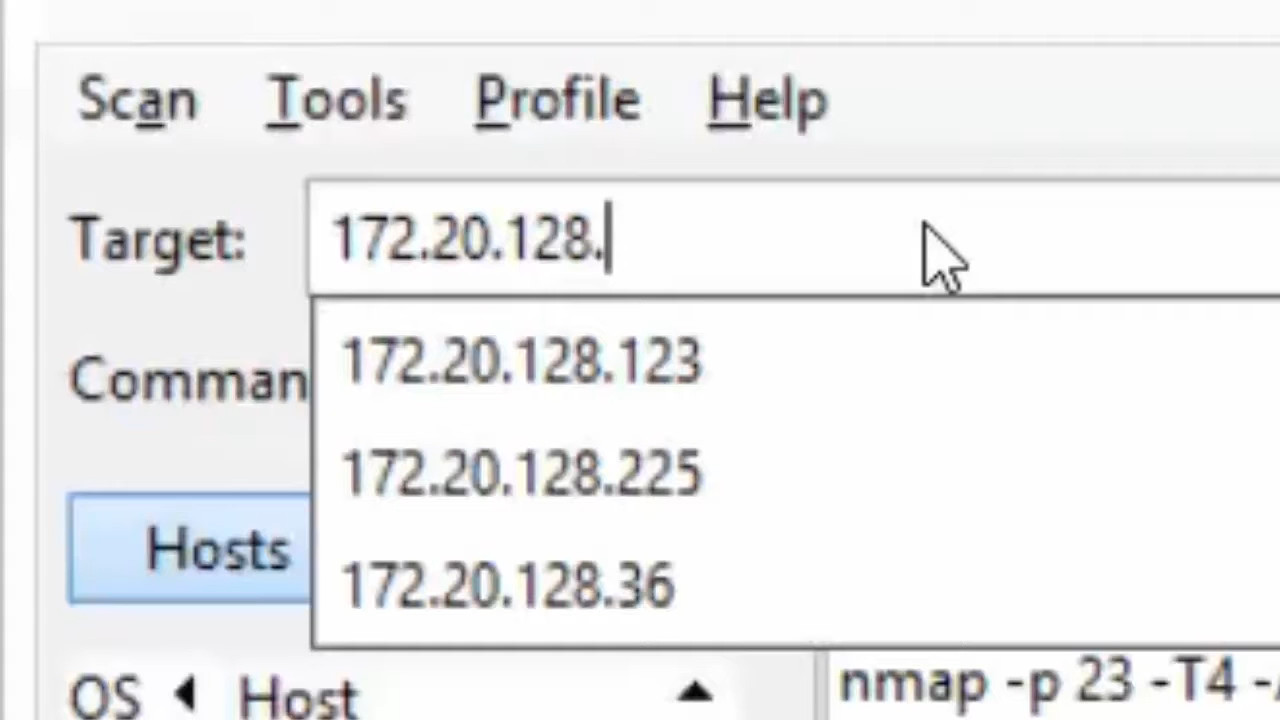 Scan Tools Profile Help
Target: 172.20.128.
172.20.128.123
Comman
172.20.128.225
Hosts
172.20.128.36
OS Host
nmap -p 23 -T4 -